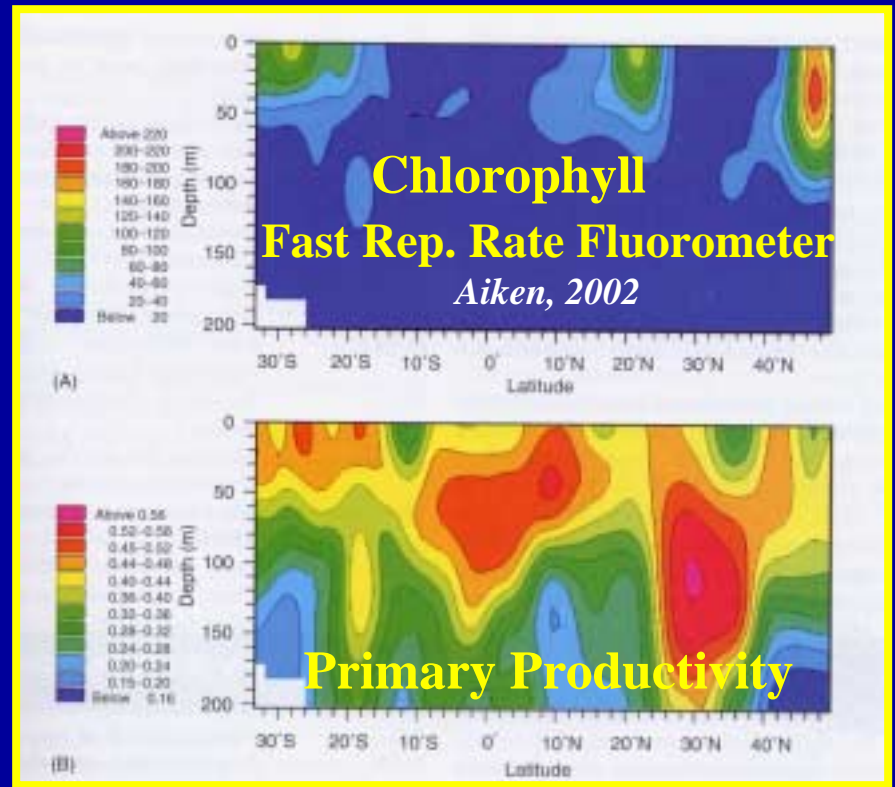 0
50
100
150
200
Depth (m)
Above 220
200-220
180-200
160-180
140-160
120-140
100-120
80-100
60-80
40-60
20-40
Below 20
Chlorophyll
Fast Rep. Rate Fluorometer
Aiken, 2002
30°S 20°S 10°S 0° 10°N 20°N 30°N 40°N
Latitude
(A)
0
50
100
150
200
Depth (m)
Above 0.56
0.44-0.48
0.40-0.44
0.36-0.40
0.32-0.36
0.28-0.32
0.24-0.28
0.20-0.24
Below 0.16
Primary Productivity
30°S 20°S 10°S 0° 10°N 20°N 30°N 40°N
Latitude
(B)